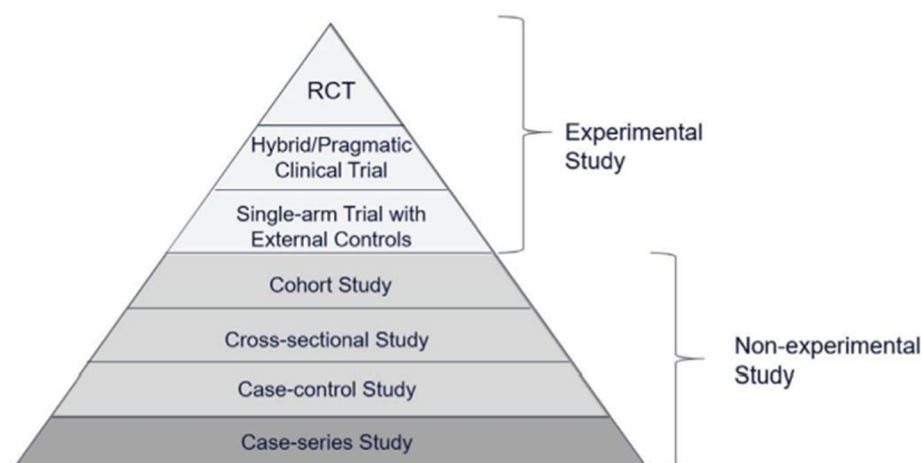 RCT
Hybrid/Pragmatic
Clinical Trial
Experimental
Study
Single-arm Trial with
External Controls
Cohort Study
Cross-sectional Study
Non-experimental
Study
Case-control Study
Case-series Study